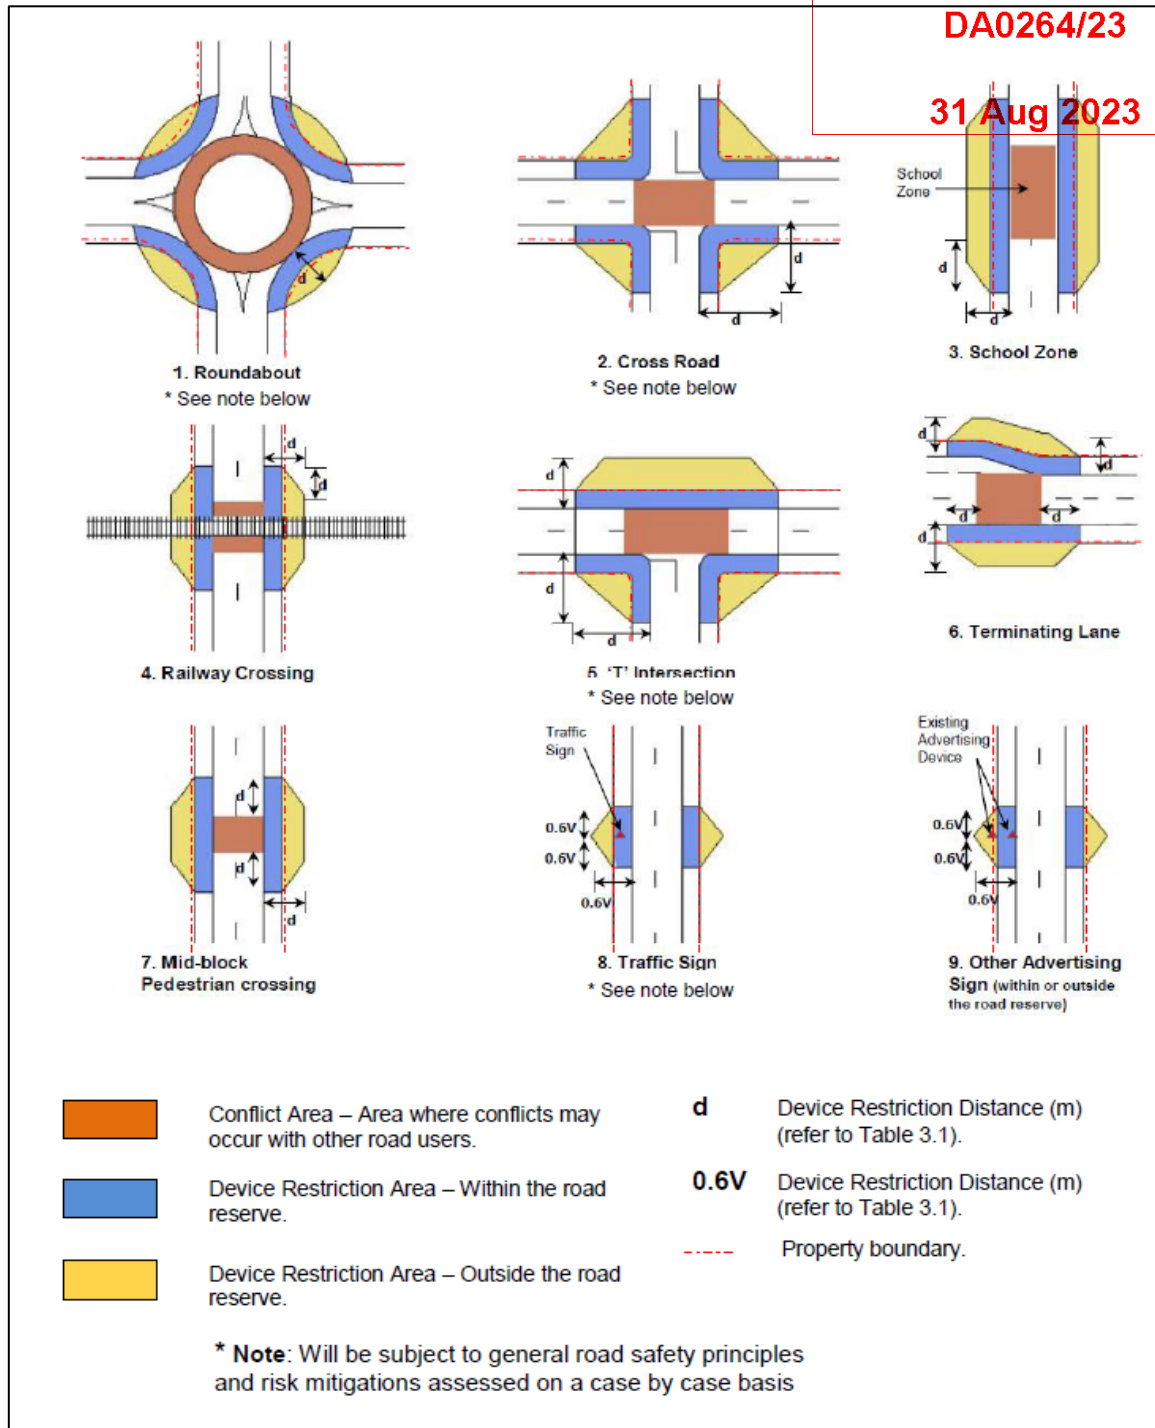 DA0264/23
31 Aug 2023
d
1. Roundabout
* See note below
d
d
2. Cross Road
* See note below
School
Zone
d
d
3. School Zone
d
d
4. Railway Crossing
d
d
d
5. 'T' Intersection
* See note below
d
d
d
d
d
6. Terminating Lane
d
d
d
7. Mid-block
Pedestrian crossing
Traffic
Sign
0.6V
0.6V
0.6V
8. Traffic Sign
* See note below
Existing
Advertising
Device
0.6V
0.6V
0.6V
9. Other Advertising
Sign (within or outside
the road reserve)
Conflict Area – Area where conflicts may
occur with other road users.
Device Restriction Area – Within the road
reserve.
Device Restriction Area – Outside the road
reserve.
d Device Restriction Distance (m)
(refer to Table 3.1).
0.6V Device Restriction Distance (m)
(refer to Table 3.1).
Property boundary.
* Note: Will be subject to general road safety principles
and risk mitigations assessed on a case by case basis